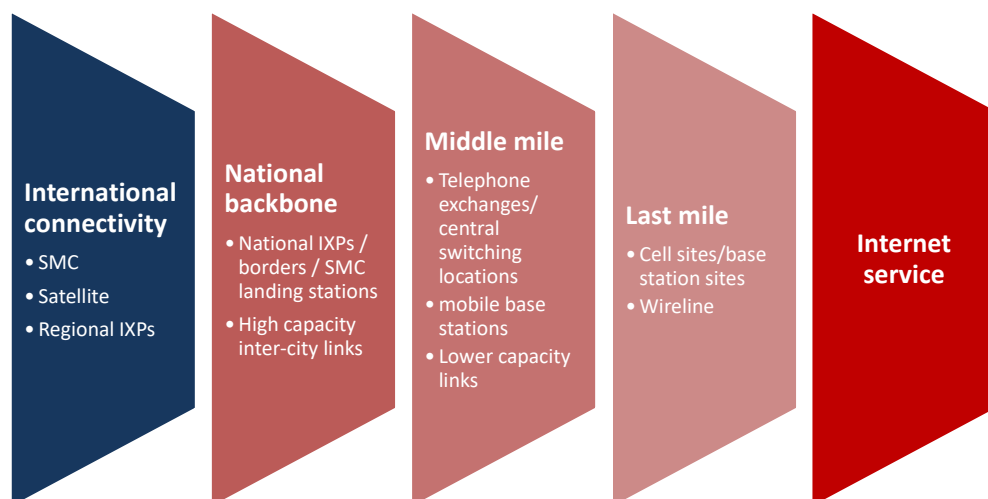 International
connectivity
• SMC
• Satellite
• Regional IXPs
National
backbone
• National IXPs /
borders / SMC
landing stations
• High capacity
inter-city links
Middle mile
• Telephone
exchanges/
central
switching
locations
• mobile base
stations
• Lower capacity
links
Last mile
• Cell sites/base
station sites
• Wireline
Internet
service